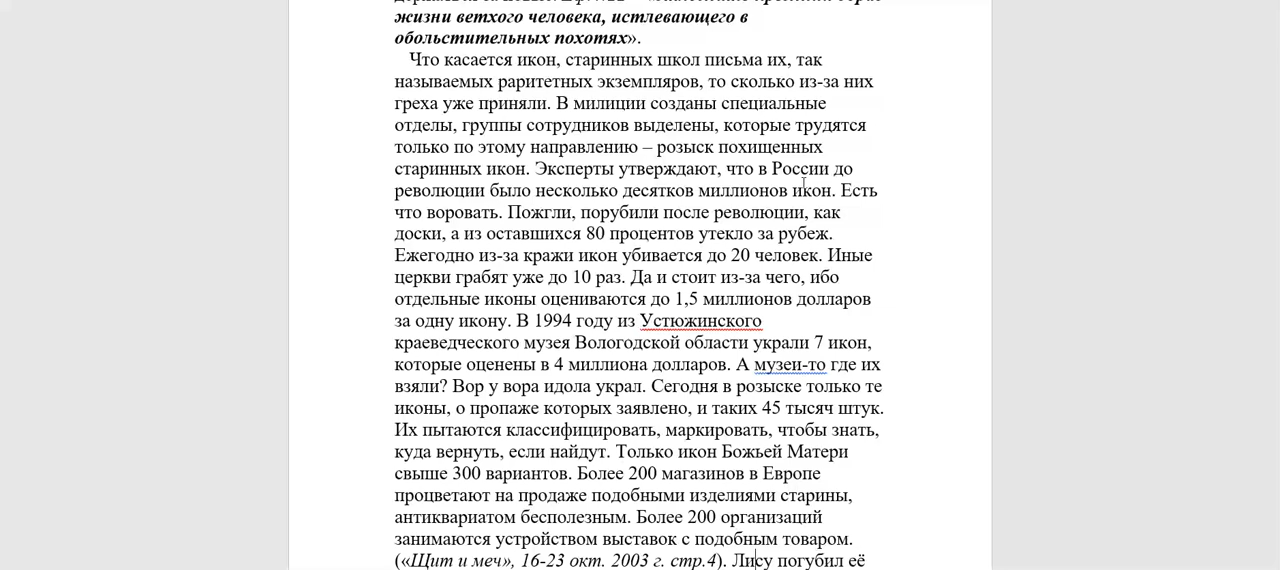 жизни ветхого человека, истлевающего в
обольстительных похотях».
Что касается икон, старинных школ письма их, так
называемых раритетных экземпляров, то сколько из-за них
греха уже приняли. В милиции созданы специальные
отделы, группы сотрудников выделены, которые трудятся
только по этому направлению – розыск похищенных
старинных икон. Эксперты утверждают, что в России до
революции было несколько десятков миллионов икон. Есть
что воровать. Пожгли, порубили после революции, как
доски, а из оставшихся 80 процентов утекло за рубеж.
Ежегодно из-за кражи икон убивается до 20 человек. Иные
церкви грабят уже до 10 раз. Да и стоит из-за чего, ибо
отдельные иконы оцениваются до 1,5 миллионов долларов
за одну икону. В 1994 году из Устюжинского
краеведческого музея Вологодской области украли 7 икон,
которые оценены в 4 миллиона долларов. А музеи-то где их
взяли? Вор у вора идола украл. Сегодня в розыске только те
иконы, о пропаже которых заявлено, и таких 45 тысяч штук.
Их пытаются классифицировать, маркировать, чтобы знать,
куда вернуть, если найдут. Только икон Божьей Матери
свыше 300 вариантов. Более 200 магазинов в Европе
процветают на продаже подобными изделиями старины,
антиквариатом бесполезным. Более 200 организаций
занимаются устройством выставок с подобным товаром.
(«Щит и меч», 16-23 окт. 2003 г. стр.4). Лису погубил её